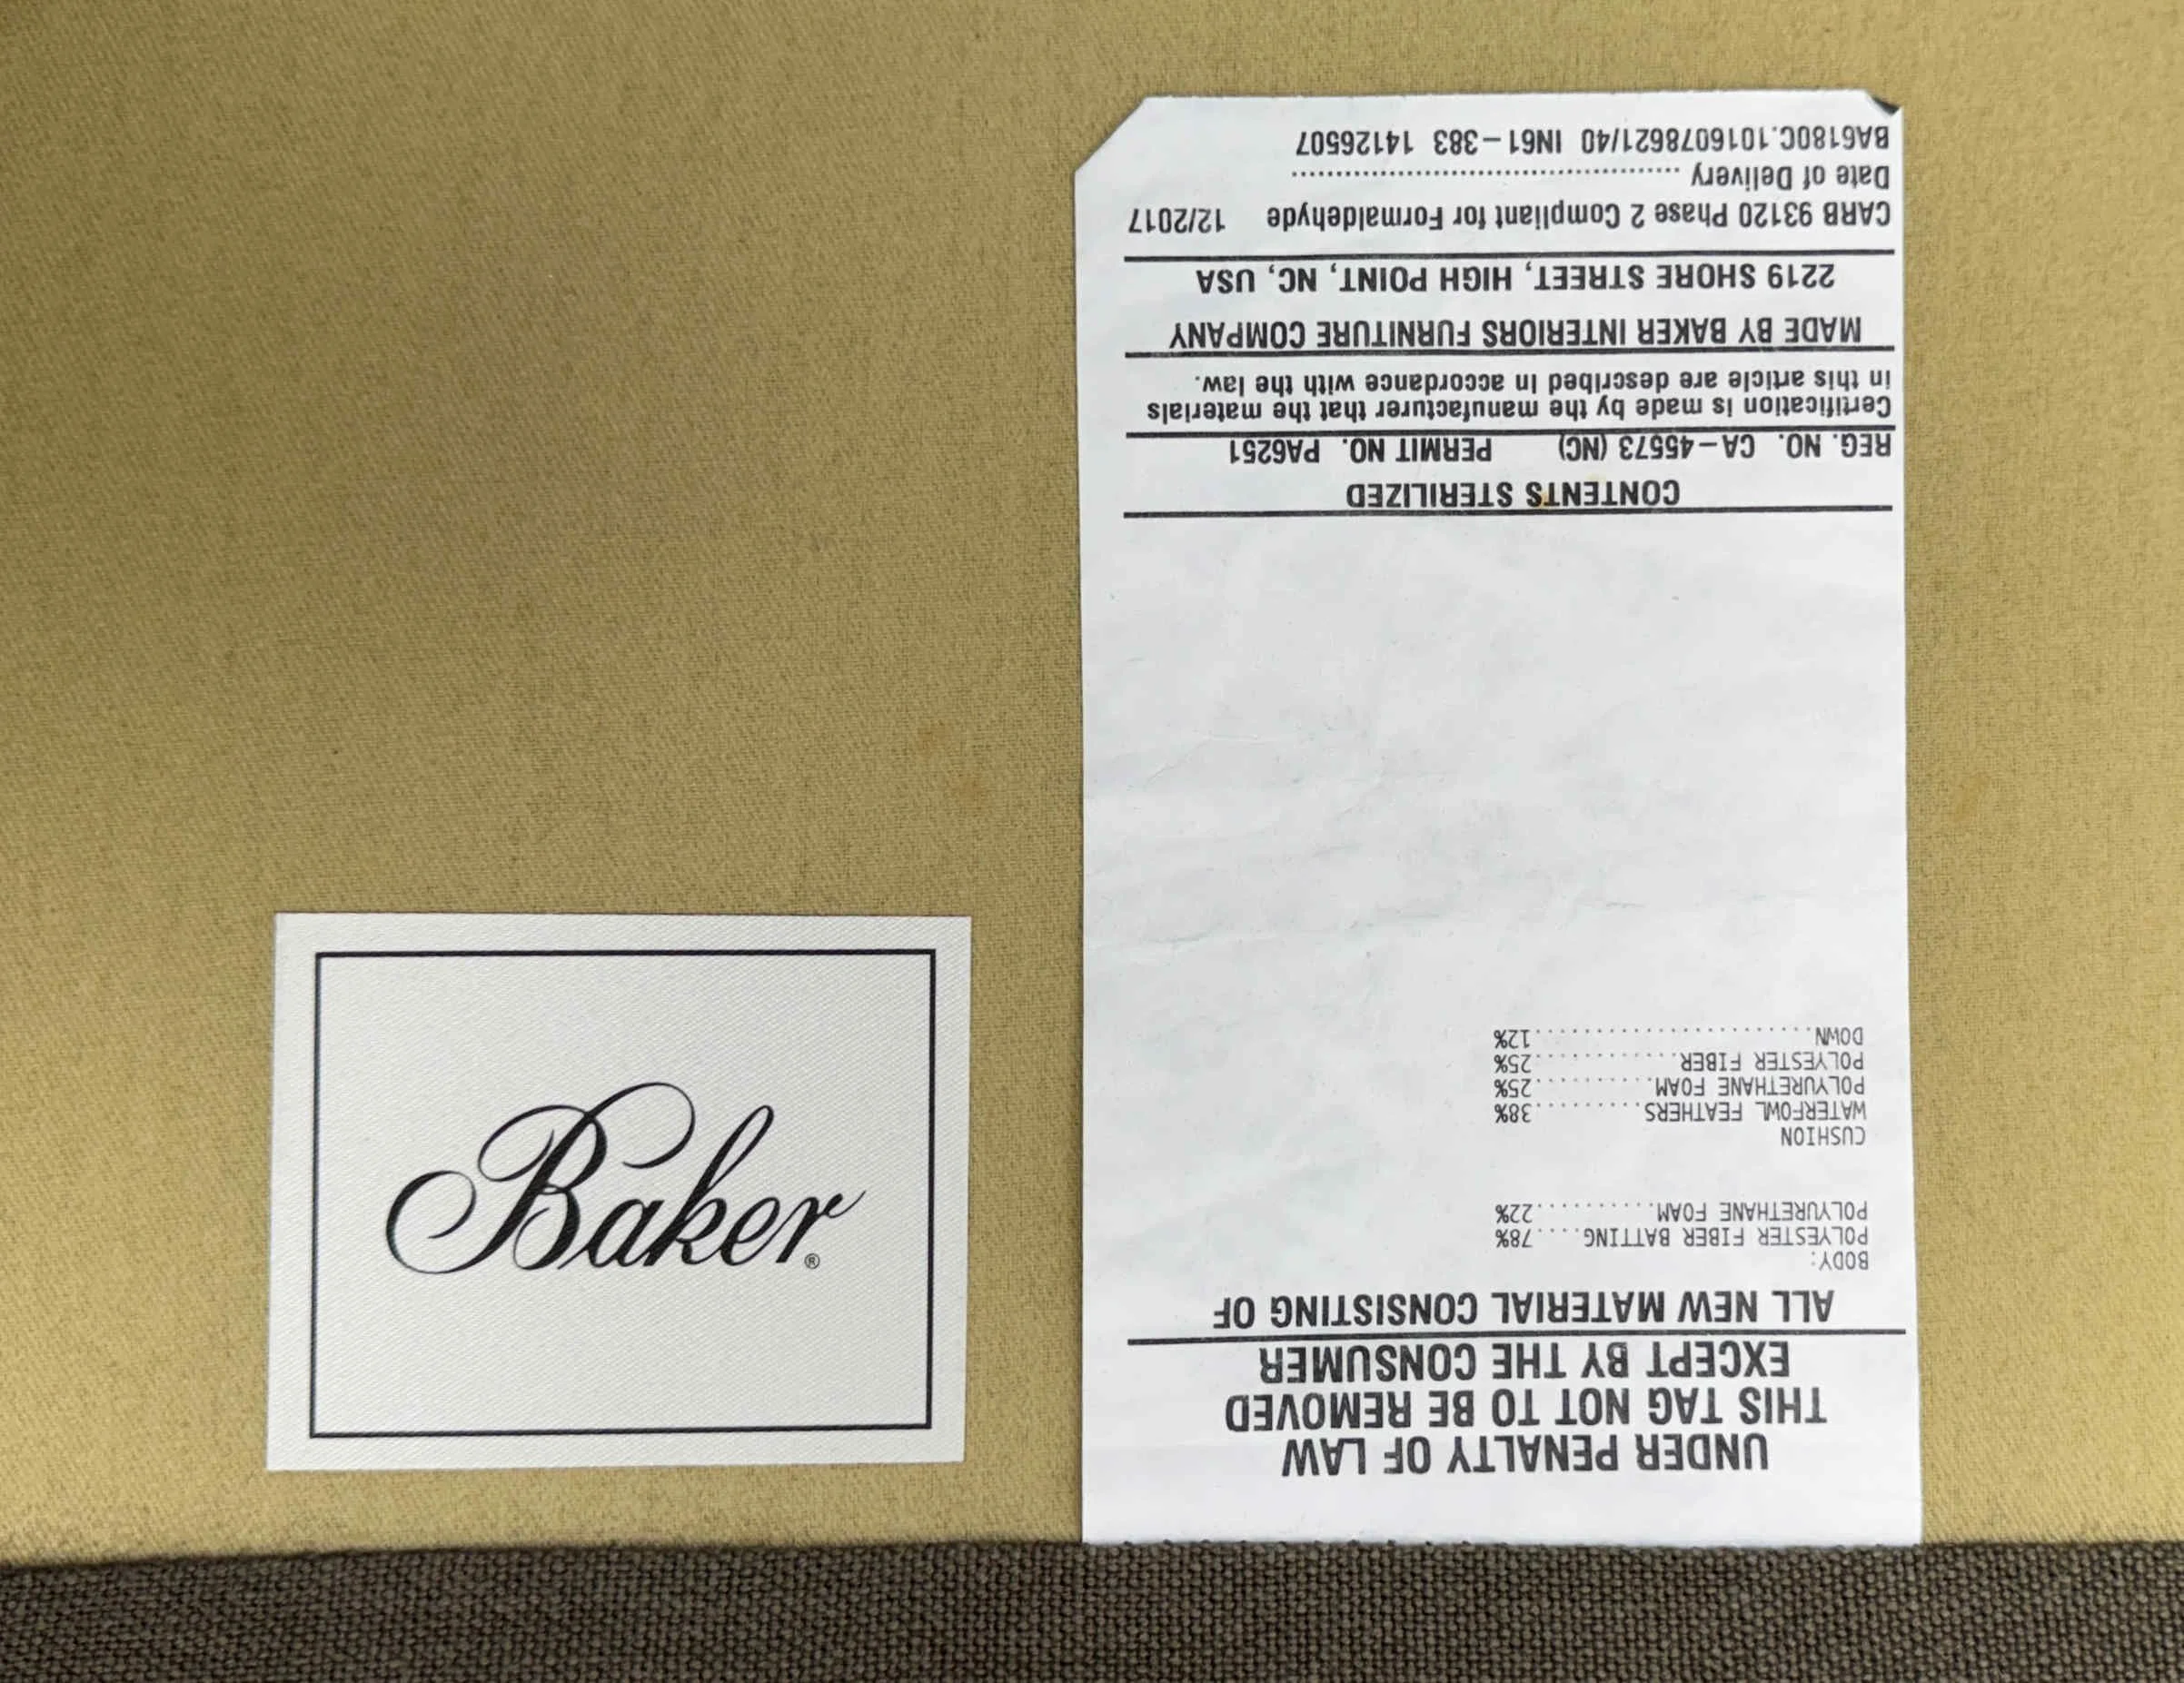 Baker®
UNDER PENALTY OF LAW
THIS TAG NOT TO BE REMOVED
EXCEPT BY THE CONSUMER
ALL NEW MATERIAL CONSISTING OF
BODY:
POLYESTER FIBER BATTING....78%
POLYURETHANE FOAM...........22%
CUSHION
WATERFOWL FEATHERS..........38%
POLYURETHANE FOAM...........25%
POLYESTER FIBER.............25%
DOWN........................12%
CONTENTS STERILIZED
REG. NO. CA-45573 (NC) PERMIT NO. PA6251
Certification is made by the manufacturer that the materials
in this article are described in accordance with the law.
MADE BY BAKER INTERIORS FURNITURE COMPANY
2219 SHORE STREET, HIGH POINT, NC, USA
CARB 93120 Phase 2 Compliant for Formaldehyde 12/2017
Date of Delivery ................................................
BA6180C.1016078621/40 IN61-383 14126507